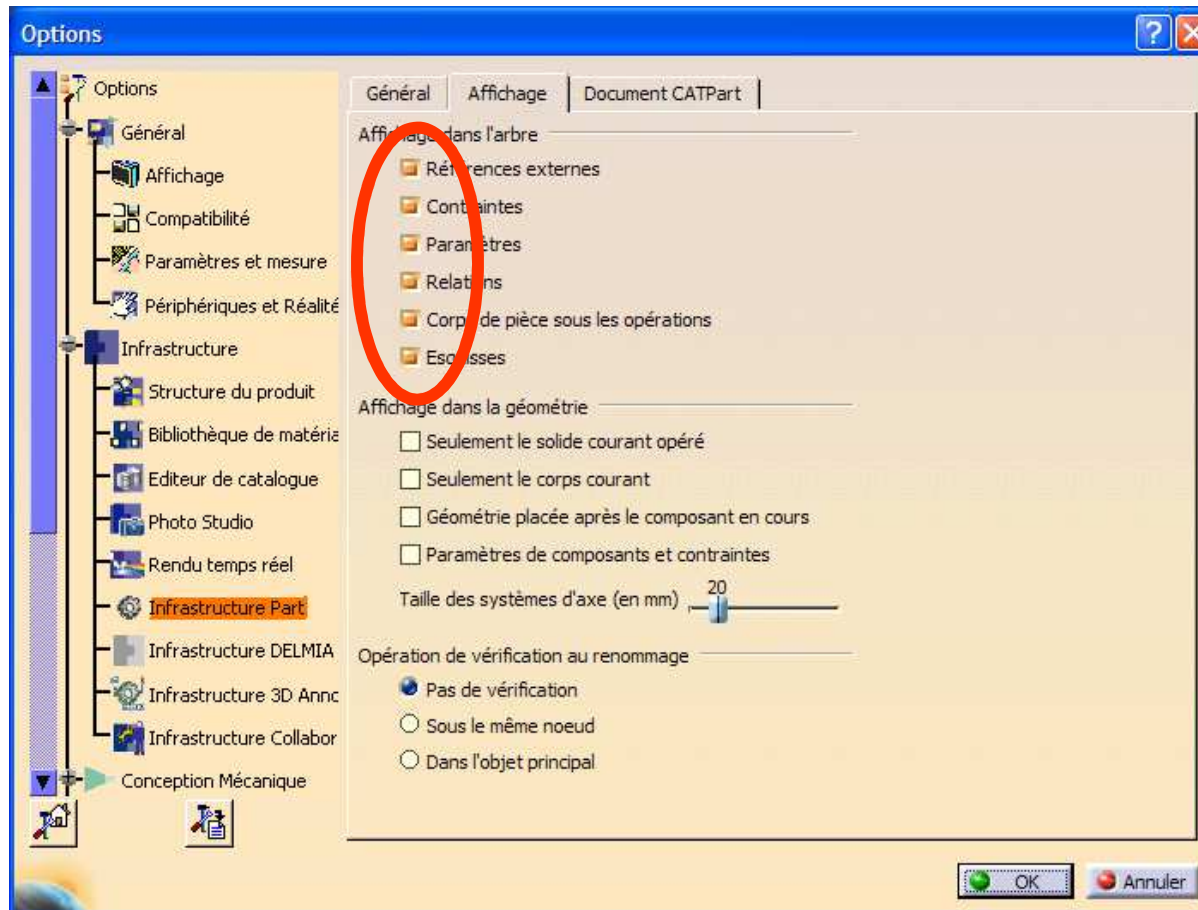 Options
Options
Général
Affichage
Compatibilité
Paramètres et mesure
Périphériques et Réalité
Infrastructure
Structure du produit
Bibliothèque de matéria
Editeur de catalogue
Photo Studio
Rendu temps réel
Infrastructure Part
Infrastructure DELMIA
Infrastructure 3D Anno
Infrastructure Collabor
Conception Mécanique
Général Affichage Document CATPart
Affichage dans l'arbre
Références externes
Contraintes
Paramètres
Relations
Corps de pièce sous les opérations
Esquisses
Affichage dans la géométrie
Seulement le solide courant opéré
Seulement le corps courant
Géométrie placée après le composant en cours
Paramètres de composants et contraintes
Taille des systèmes d'axe (en mm) 20
Opération de vérification au renommage
Pas de vérification
Sous le même noeud
Dans l'objet principal
OK Annuler